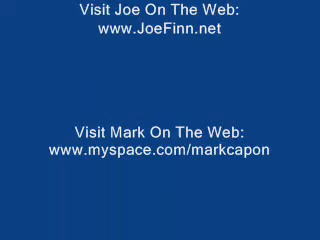 Visit Joe On The Web:
www.JoeFinn.net
Visit Mark On The Web:
www.myspace.com/markcapon